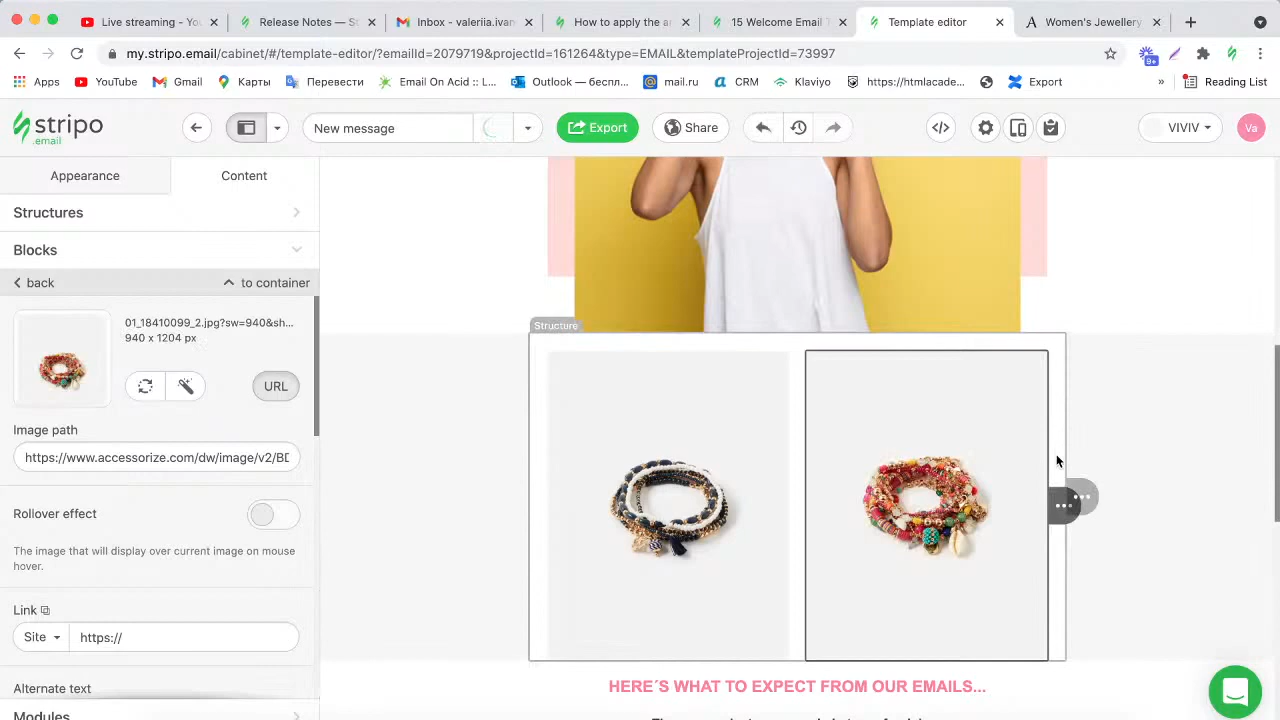 Live streaming - Yo
Release Notes — S
Inbox - valeriia.ivan
How to apply the a
15 Welcome Email
Template editor
Women's Jewellery
my.stripo.email/cabinet/#/template-editor/?emailId=2079719&projectId=161264&type=EMAIL&templateProjectId=73997
9+
Apps
YouTube
Gmail
Карты
Перевести
Email On Acid :: L...
Outlook — беспл...
mail.ru
CRM
Klaviyo
https://htmlacade...
Export
»
Reading List
stripo
.email
New message
Export
Share
VIVIV
Va
Appearance
Content
Structures
Blocks
back
to container
01_18410099_2.jpg?sw=940&sh...
940 x 1204 px
URL
Image path
https://www.accessorize.com/dw/image/v2/BD
Rollover effect
The image that will display over current image on mouse
hover.
Link
Site
https://
Alternate text
Modules
Structure
HERE´S WHAT TO EXPECT FROM OUR EMAILS...